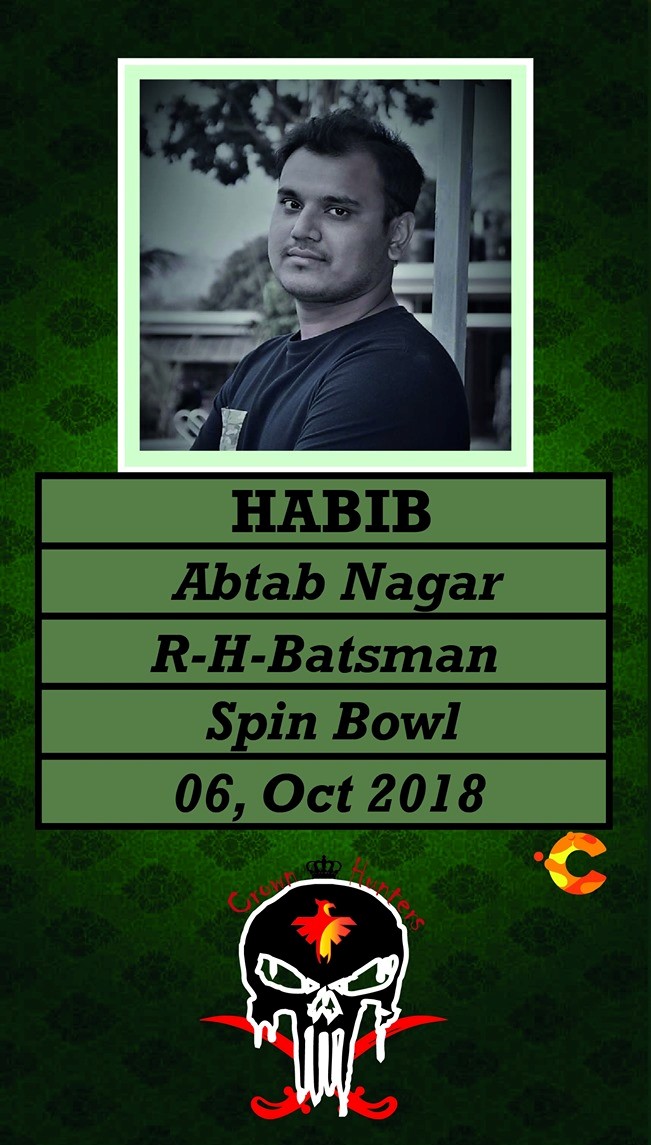 HABIB
Abtab Nagar
R-H-Batsman
Spin Bowl
06, Oct 2018
Crown Hunters